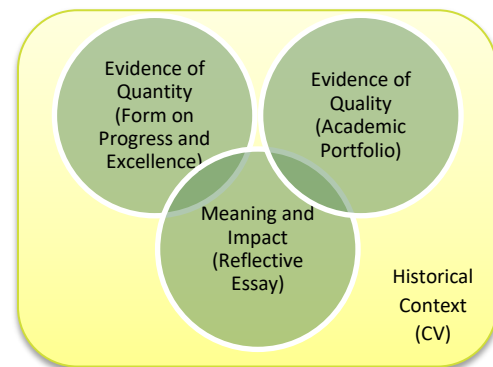 Evidence of
Quantity
(Form on
Progress and
Excellence)
Evidence of
Quality
(Academic
Portfolio)
Meaning and
Impact
(Reflective
Essay)
Historical
Context
(CV)